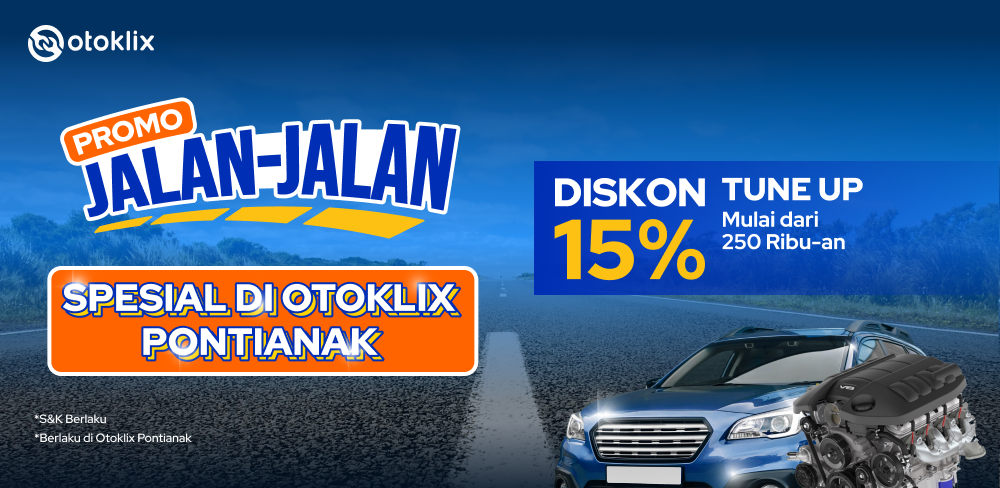 otoklix
PROMO
JALAN-JALAN
SPESIAL DI OTOKLIX
PONTIANAK
*S&K Berlaku
*Berlaku di Otoklix Pontianak
DISKON
15%
TUNE UP
Mulai dari
250 Ribu-an